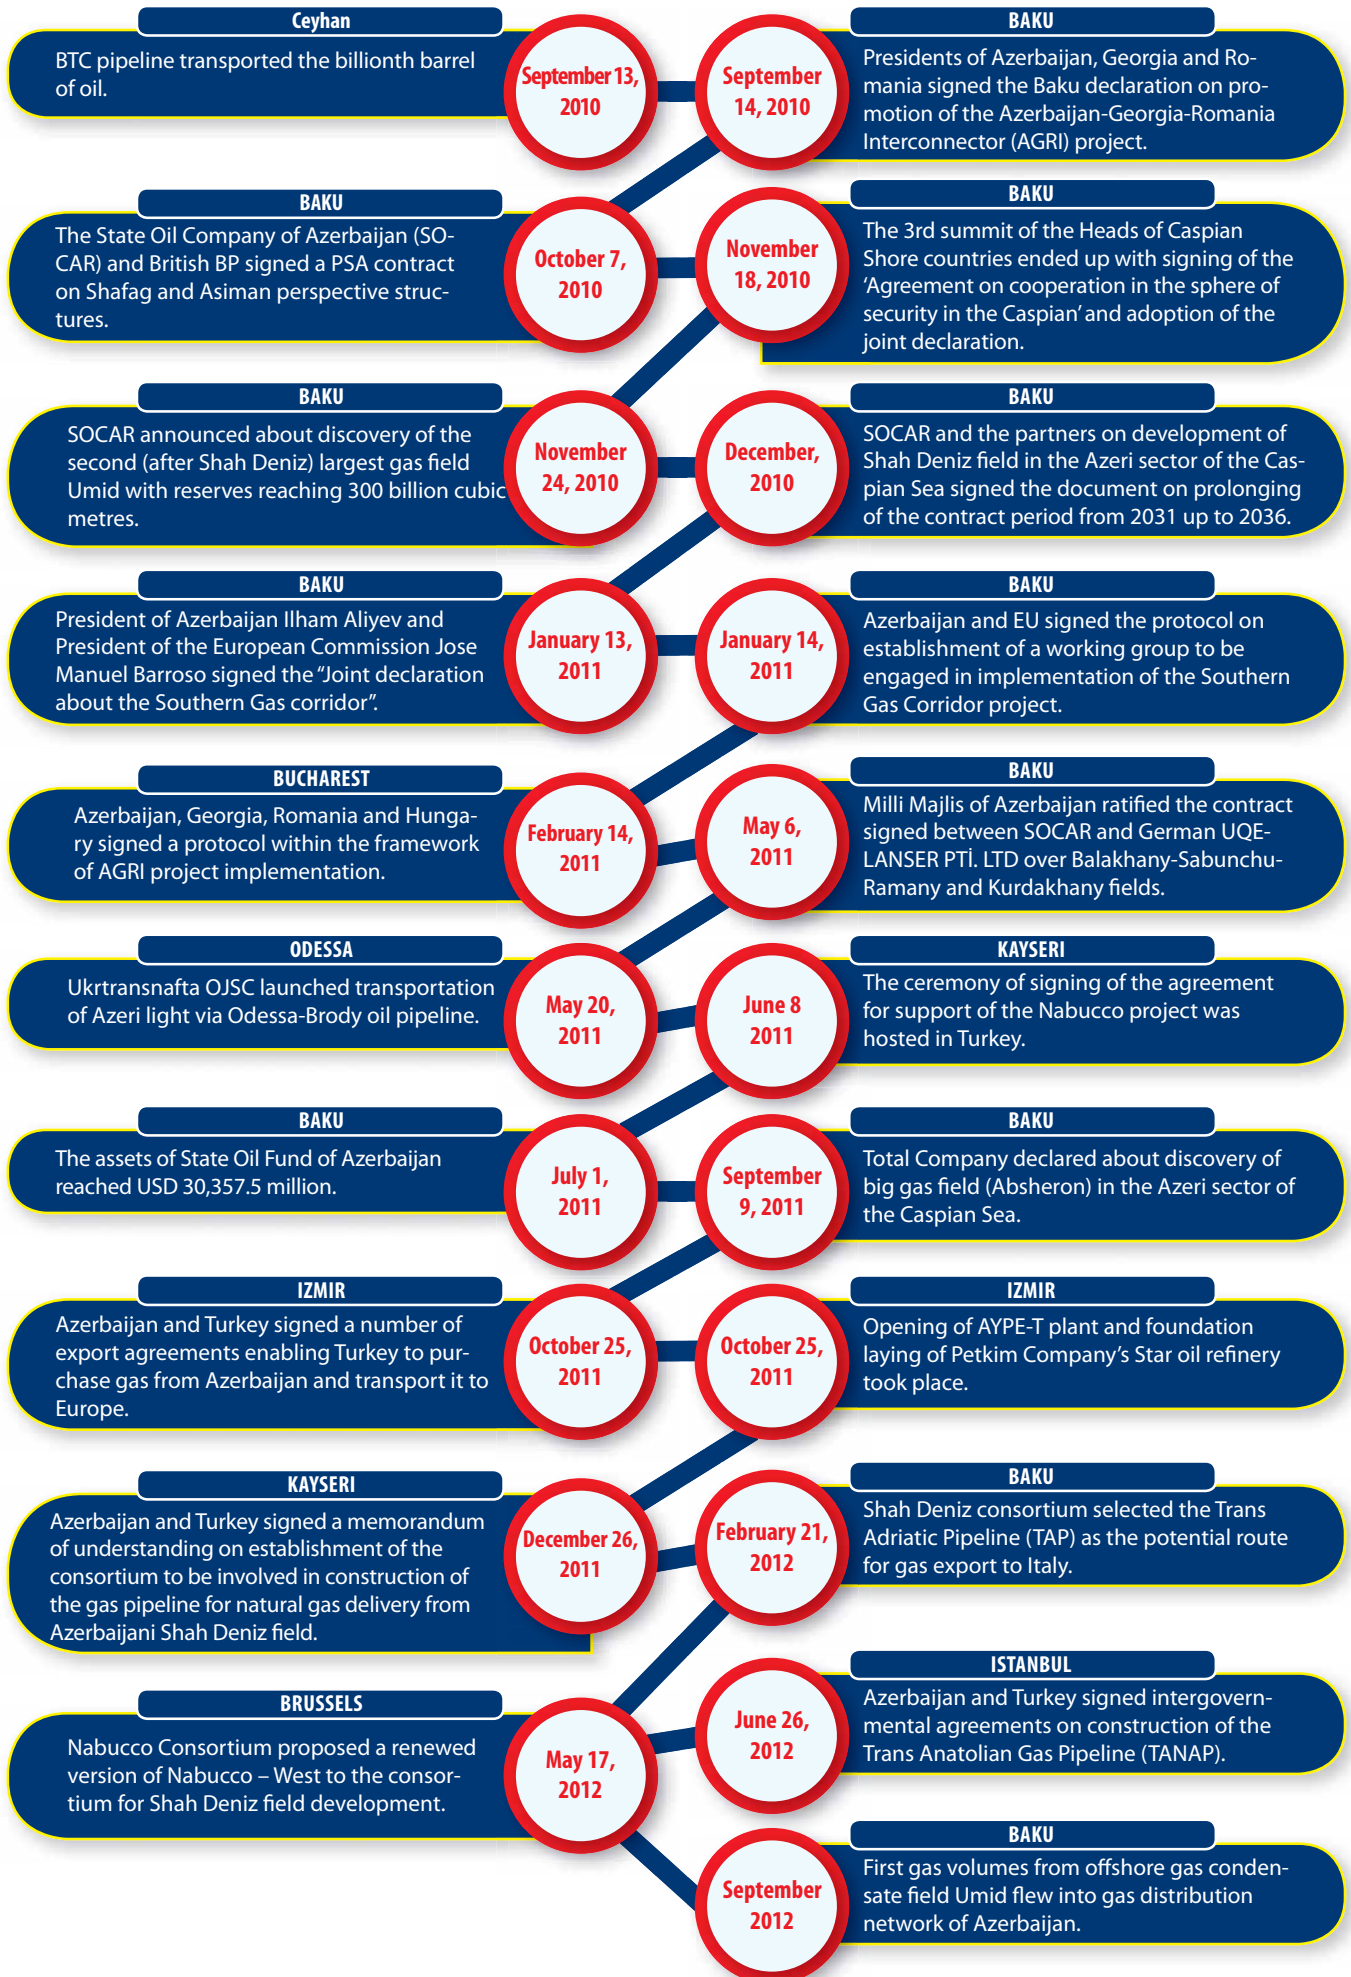 Ceyhan
BTC pipeline transported the billionth barrel
of oil.
September 13,
2010
BAKU
September
14, 2010
Presidents of Azerbaijan, Georgia and Ro-
mania signed the Baku declaration on pro-
motion of the Azerbaijan-Georgia-Romania
Interconnector (AGRI) project.
BAKU
The State Oil Company of Azerbaijan (SO-
CAR) and British BP signed a PSA contract
on Shafag and Asiman perspective struc-
tures.
October 7,
2010
BAKU
November
18, 2010
The 3rd summit of the Heads of Caspian
Shore countries ended up with signing of the
‘Agreement on cooperation in the sphere of
security in the Caspian’ and adoption of the
joint declaration.
BAKU
SOCAR announced about discovery of the
second (after Shah Deniz) largest gas field
Umid with reserves reaching 300 billion cubic
metres.
November
24, 2010
BAKU
December,
2010
SOCAR and the partners on development of
Shah Deniz field in the Azeri sector of the Cas-
pian Sea signed the document on prolonging
of the contract period from 2031 up to 2036.
BAKU
President of Azerbaijan Ilham Aliyev and
President of the European Commission Jose
Manuel Barroso signed the “Joint declaration
about the Southern Gas corridor”.
January 13,
2011
BAKU
January 14,
2011
Azerbaijan and EU signed the protocol on
establishment of a working group to be
engaged in implementation of the Southern
Gas Corridor project.
BUCHAREST
Azerbaijan, Georgia, Romania and Hunga-
ry signed a protocol within the framework
of AGRI project implementation.
February 14,
2011
BAKU
May 6,
2011
Milli Majlis of Azerbaijan ratified the contract
signed between SOCAR and German UQE-
LANSER PTİ. LTD over Balakhany-Sabunchu-
Ramany and Kurdakhany fields.
ODESSA
Ukrtransnafta OJSC launched transportation
of Azeri light via Odessa-Brody oil pipeline.
May 20,
2011
KAYSERI
June 8
2011
The ceremony of signing of the agreement
for support of the Nabucco project was
hosted in Turkey.
BAKU
The assets of State Oil Fund of Azerbaijan
reached USD 30,357.5 million.
July 1,
2011
BAKU
September
9, 2011
Total Company declared about discovery of
big gas field (Absheron) in the Azeri sector of
the Caspian Sea.
IZMIR
Azerbaijan and Turkey signed a number of
export agreements enabling Turkey to pur-
chase gas from Azerbaijan and transport it to
Europe.
October 25,
2011
IZMIR
October 25,
2011
Opening of AYPE-T plant and foundation
laying of Petkim Company’s Star oil refinery
took place.
KAYSERI
Azerbaijan and Turkey signed a memorandum
of understanding on establishment of the
consortium to be involved in construction of
the gas pipeline for natural gas delivery from
Azerbaijani Shah Deniz field.
December 26,
2011
BAKU
February 21,
2012
Shah Deniz consortium selected the Trans
Adriatic Pipeline (TAP) as the potential route
for gas export to Italy.
BRUSSELS
Nabucco Consortium proposed a renewed
version of Nabucco – West to the consor-
tium for Shah Deniz field development.
May 17,
2012
ISTANBUL
June 26,
2012
Azerbaijan and Turkey signed intergovern-
mental agreements on construction of the
Trans Anatolian Gas Pipeline (TANAP).
BAKU
September
2012
First gas volumes from offshore gas conden-
sate field Umid flew into gas distribution
network of Azerbaijan.